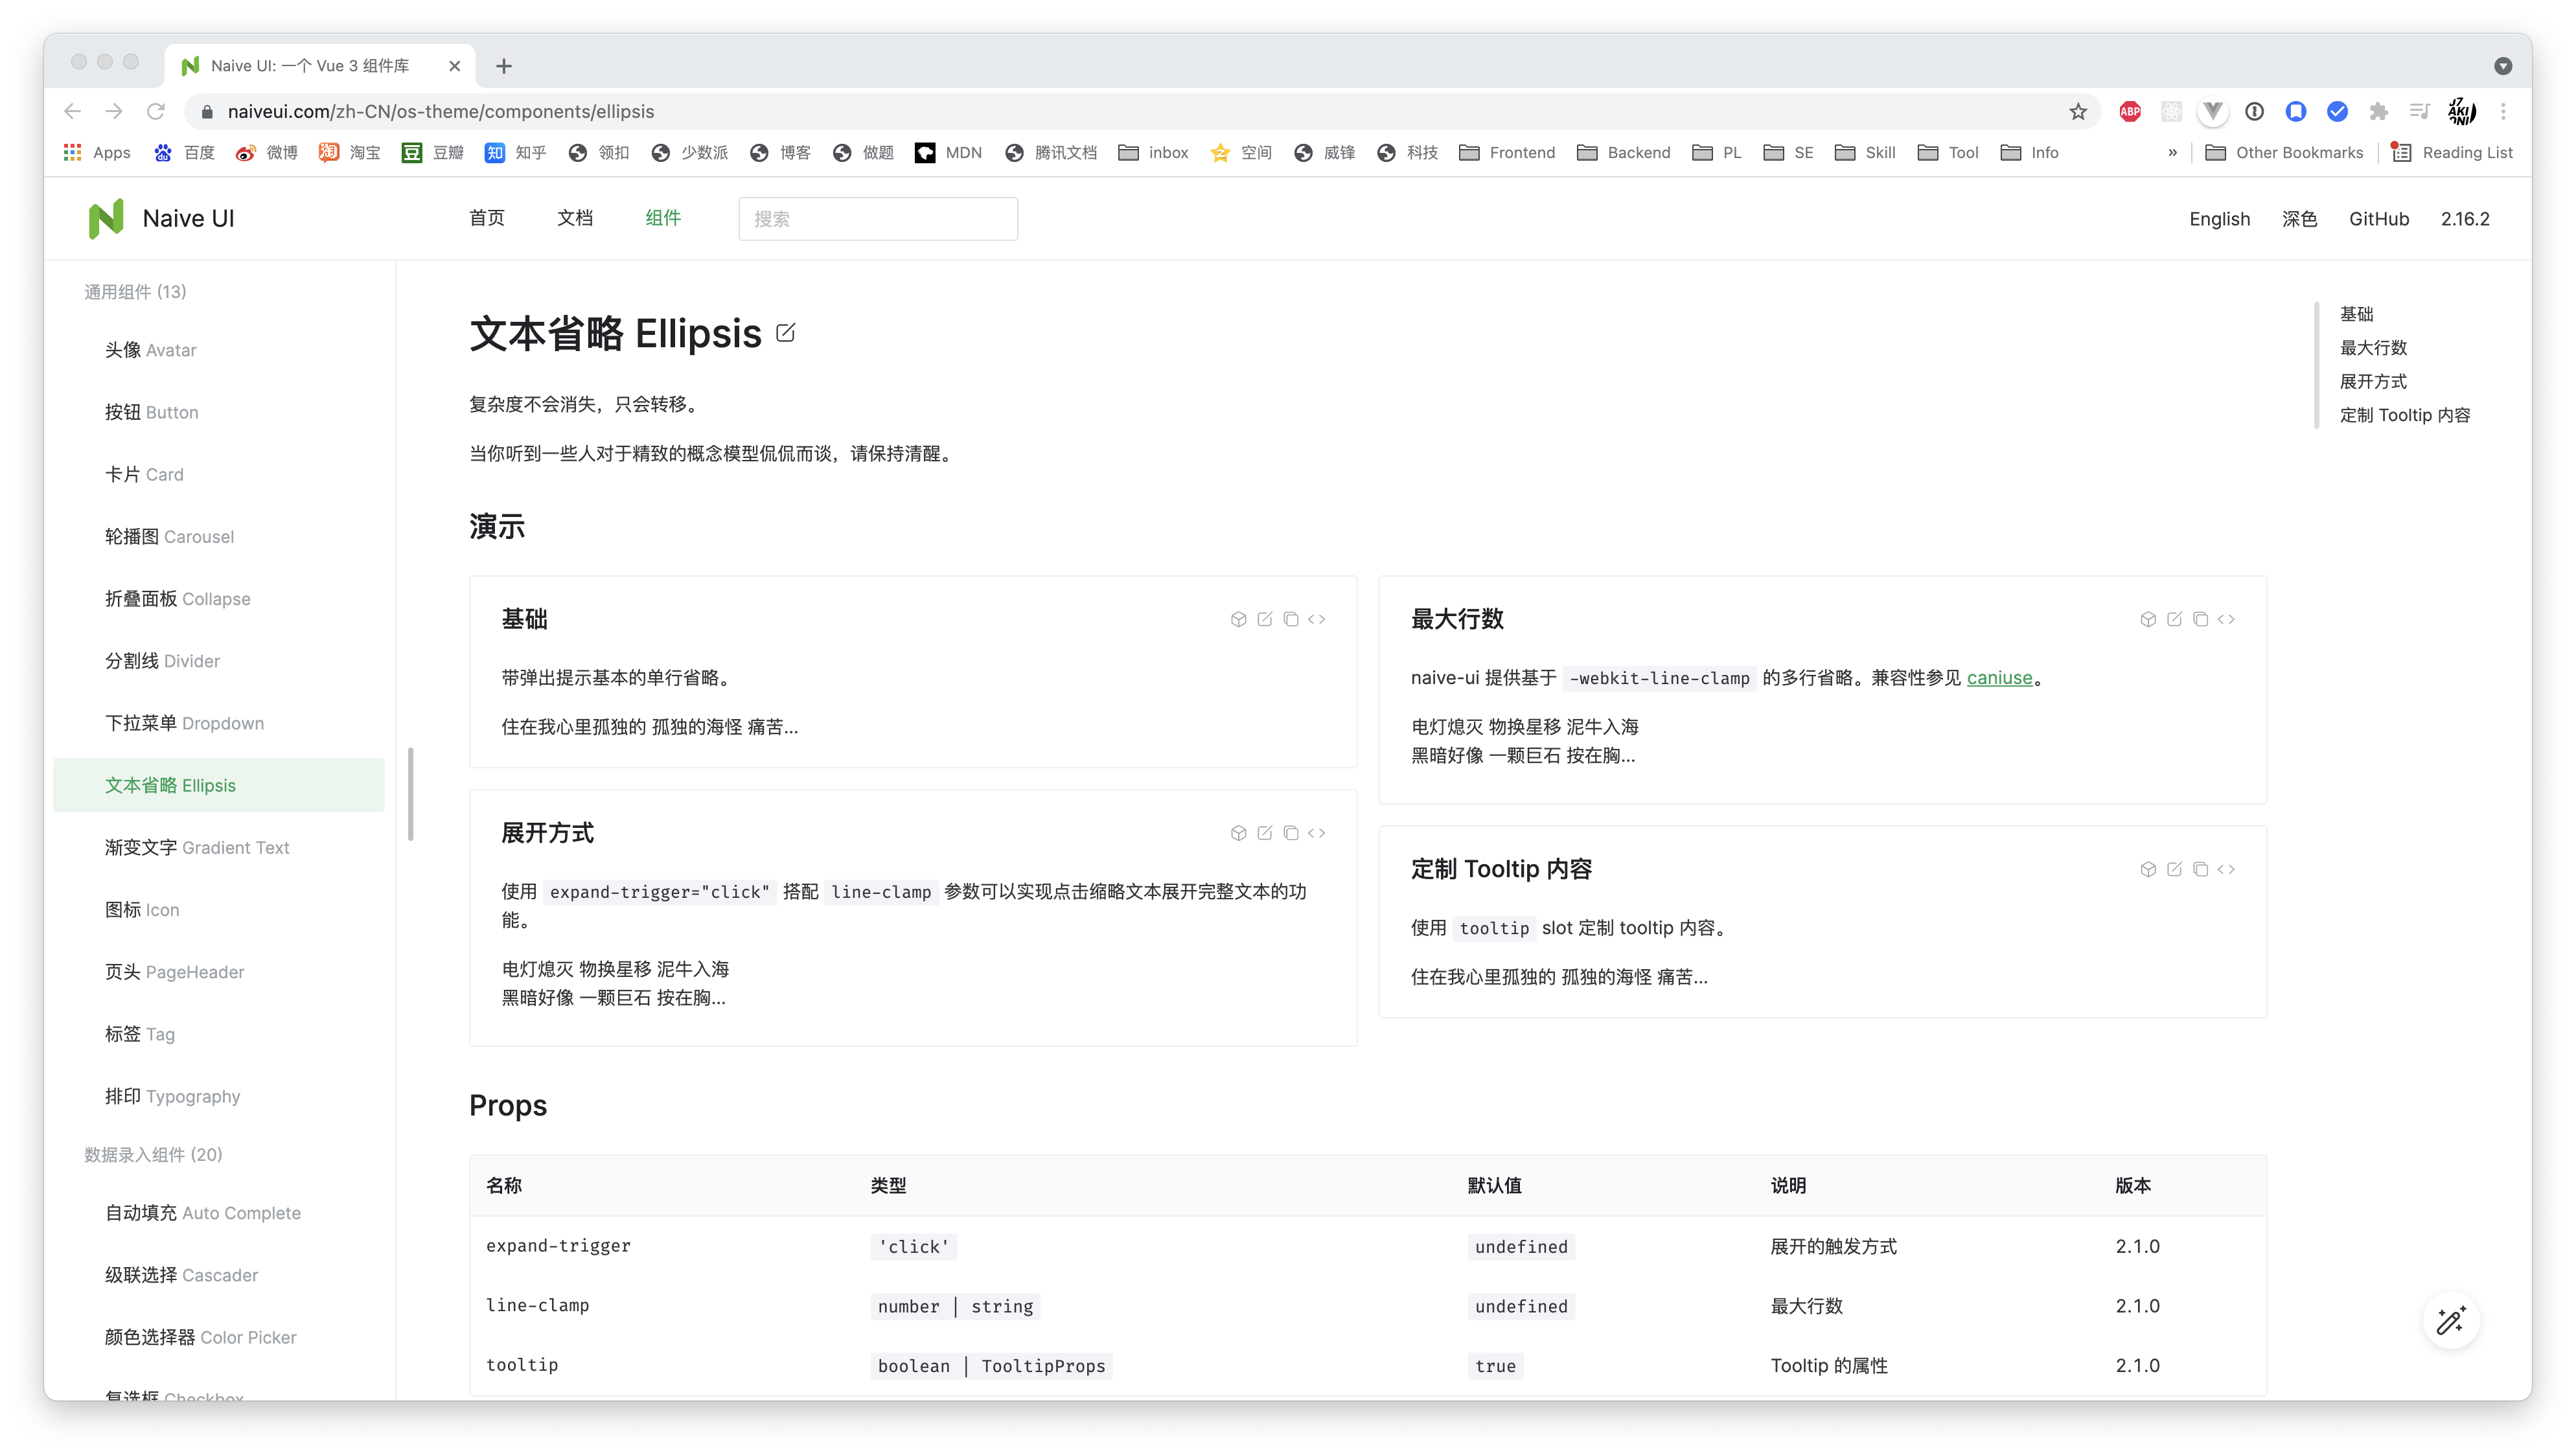 Naive UI: 一个 Vue 3 组件库
naiveui.com/zh-CN/os-theme/components/ellipsis
ABP
Apps 百度 微博 淘宝 豆瓣 知乎 领扣 少数派 博客 做题 MDN 腾讯文档 inbox 空间 威锋 科技 Frontend Backend PL SE Skill Tool Info » Other Bookmarks Reading List
Naive UI 首页 文档 组件 搜索 English 深色 GitHub 2.16.2
通用组件 (13)
头像 Avatar
按钮 Button
卡片 Card
轮播图 Carousel
折叠面板 Collapse
分割线 Divider
下拉菜单 Dropdown
文本省略 Ellipsis
渐变文字 Gradient Text
图标 Icon
页头 PageHeader
标签 Tag
排印 Typography
数据录入组件 (20)
自动填充 Auto Complete
级联选择 Cascader
颜色选择器 Color Picker
复选框 Checkbox
文本省略 Ellipsis
复杂度不会消失，只会转移。
当你听到一些人对于精致的概念模型侃侃而谈，请保持清醒。
演示
基础
带弹出提示基本的单行省略。
住在我心里孤独的 孤独的海怪 痛苦...
最大行数
naive-ui 提供基于 -webkit-line-clamp 的多行省略。兼容性参见 caniuse。
电灯熄灭 物换星移 泥牛入海
黑暗好像 一颗巨石 按在胸...
展开方式
使用 expand-trigger="click" 搭配 line-clamp 参数可以实现点击缩略文本展开完整文本的功
能。
电灯熄灭 物换星移 泥牛入海
黑暗好像 一颗巨石 按在胸...
定制 Tooltip 内容
使用 tooltip slot 定制 tooltip 内容。
住在我心里孤独的 孤独的海怪 痛苦...
Props
名称 类型 默认值 说明 版本
expand-trigger 'click' undefined 展开的触发方式 2.1.0
line-clamp number | string undefined 最大行数 2.1.0
tooltip boolean | TooltipProps true Tooltip 的属性 2.1.0
基础
最大行数
展开方式
定制 Tooltip 内容